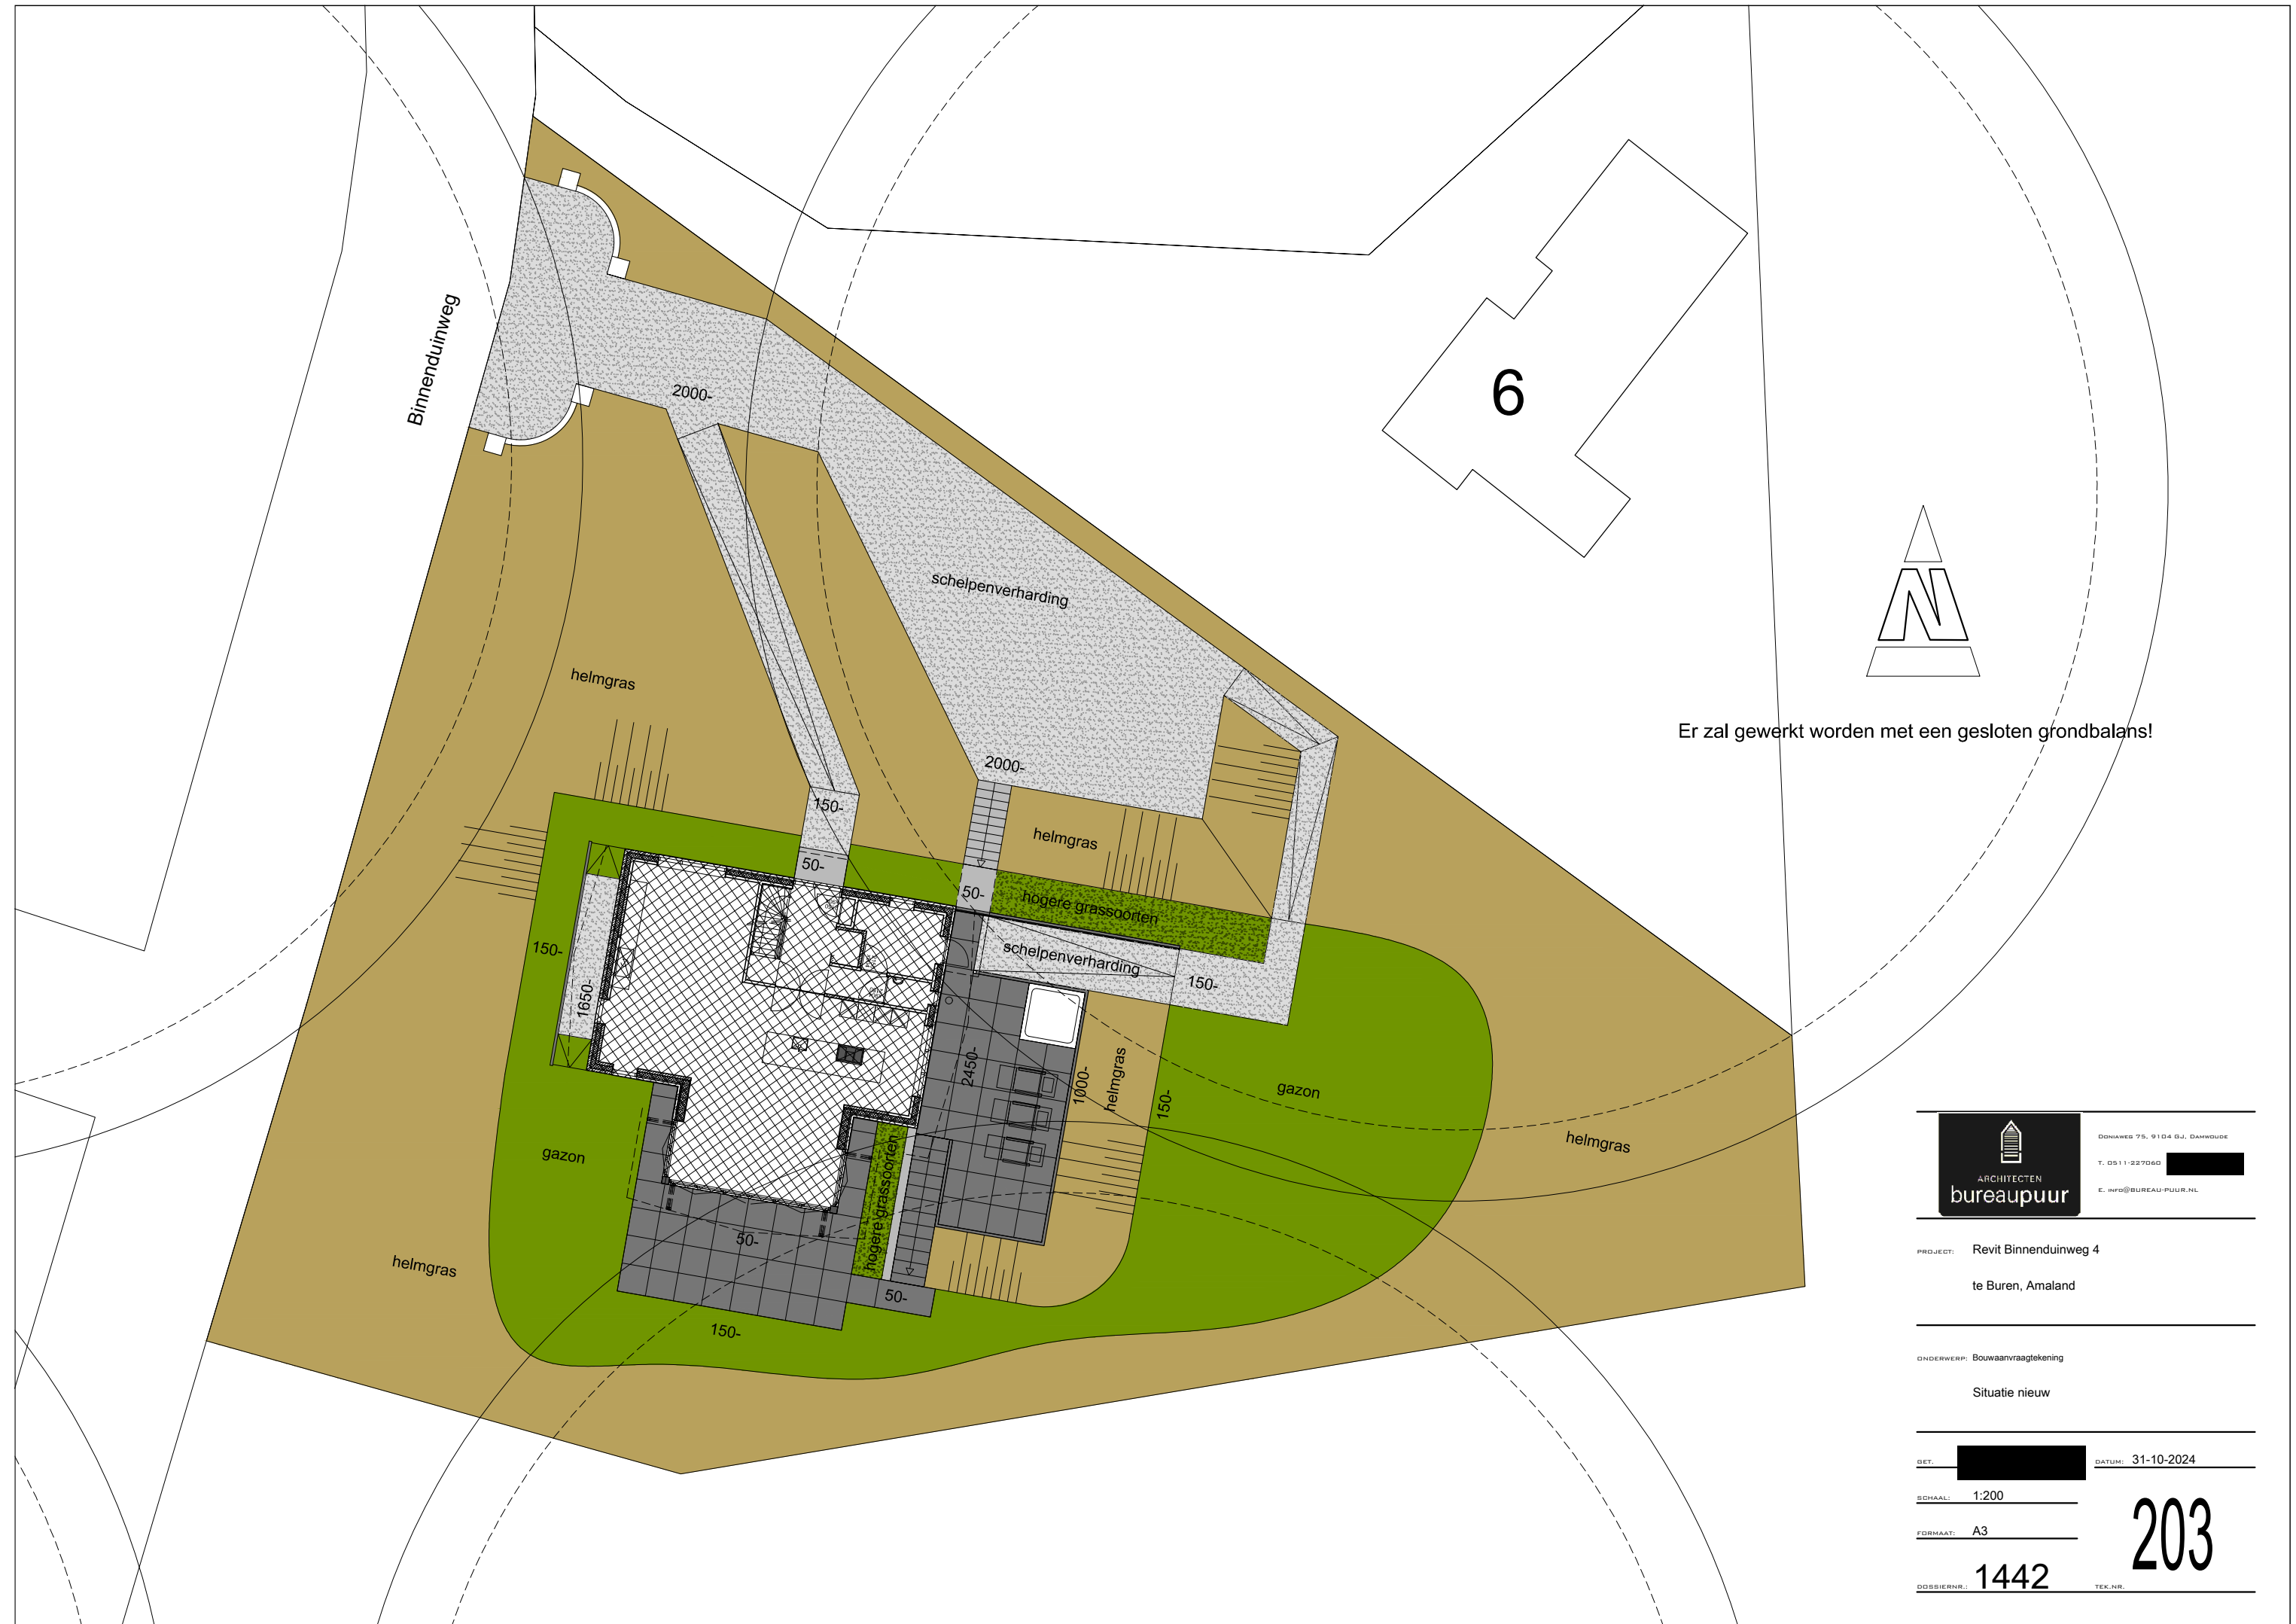 Binnenduinweg
2000-
6
schelpenverharding
helmgras
Er zal gewerkt worden met een gesloten grondbalans!
2000-
150-
helmgras
50-
50-
hogere grassoorten
150-
schelpenverharding
150-
1650-
2450-
1000-
helmgras
150-
gazon
helmgras
gazon
hogere grassoorten
50-
helmgras
50-
150-
N
ARCHITECTEN
bureaupuur
Doniaweg 75, 9104 GJ, Damwoude
T. 0511-227060
E. info@bureau-puur.nl
PROJECT: Revit Binnenduinweg 4
te Buren, Amaland
ONDERWERP: Bouwaanvraagtekening
Situatie nieuw
GET.
DATUM: 31-10-2024
SCHAAL: 1:200
FORMAAT: A3
DOSSIERNR.: 1442
TEK.NR. 203